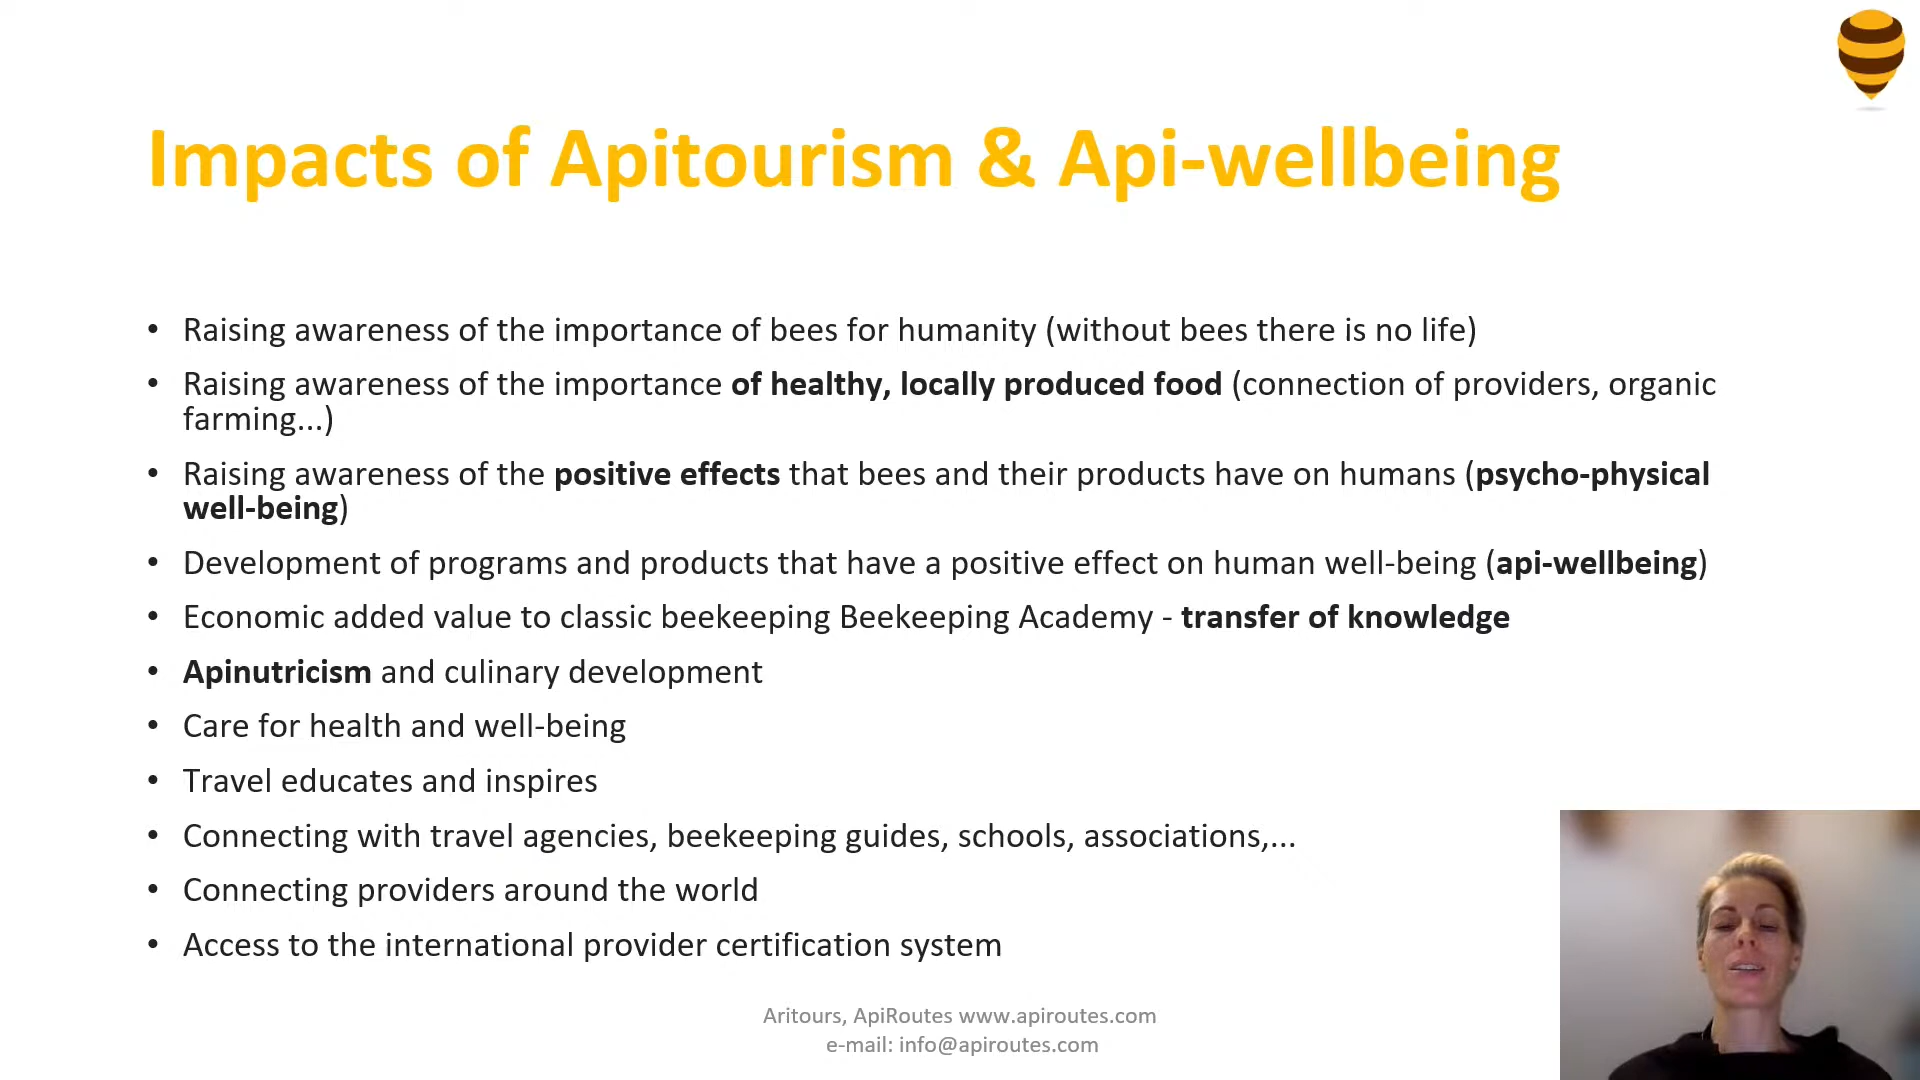 Impacts of Apitourism & Api-wellbeing
• Raising awareness of the importance of bees for humanity (without bees there is no life)
• Raising awareness of the importance of healthy, locally produced food (connection of providers, organic
farming...)
• Raising awareness of the positive effects that bees and their products have on humans (psycho-physical
well-being)
• Development of programs and products that have a positive effect on human well-being (api-wellbeing)
• Economic added value to classic beekeeping Beekeeping Academy - transfer of knowledge
• Apinutricism and culinary development
• Care for health and well-being
• Travel educates and inspires
• Connecting with travel agencies, beekeeping guides, schools, associations,...
• Connecting providers around the world
• Access to the international provider certification system
Aritours, ApiRoutes www.apiroutes.com
e-mail: info@apiroutes.com